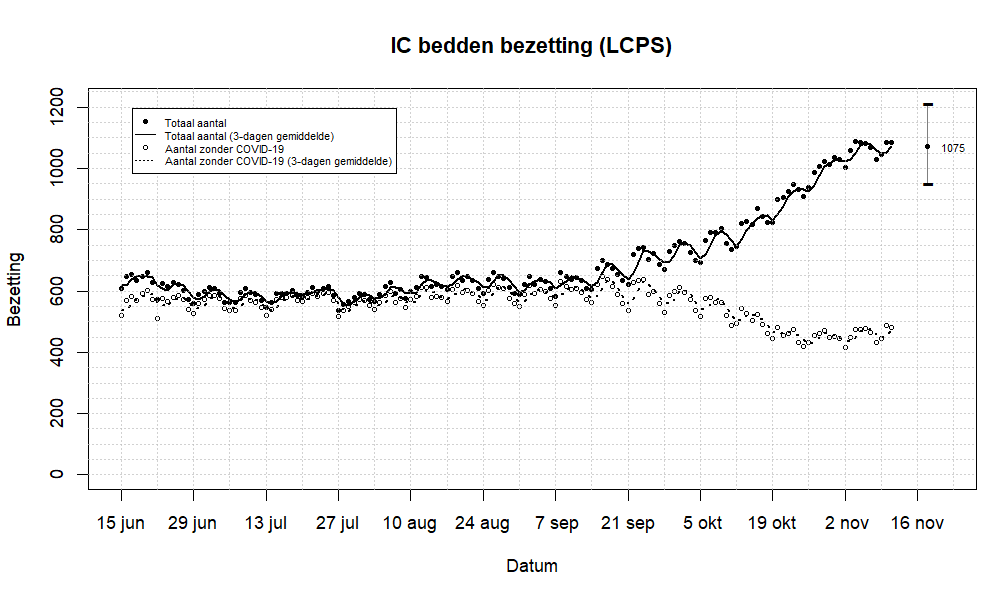 IC bedden bezetting (LCPS)
Totaal aantal
Totaal aantal (3-dagen gemiddelde)
Aantal zonder COVID-19
Aantal zonder COVID-19 (3-dagen gemiddelde)
1200
1000
800
600
400
200
0
Bezetting
1075
15 jun 29 jun 13 jul 27 jul 10 aug 24 aug 7 sep 21 sep 5 okt 19 okt 2 nov 16 nov
Datum